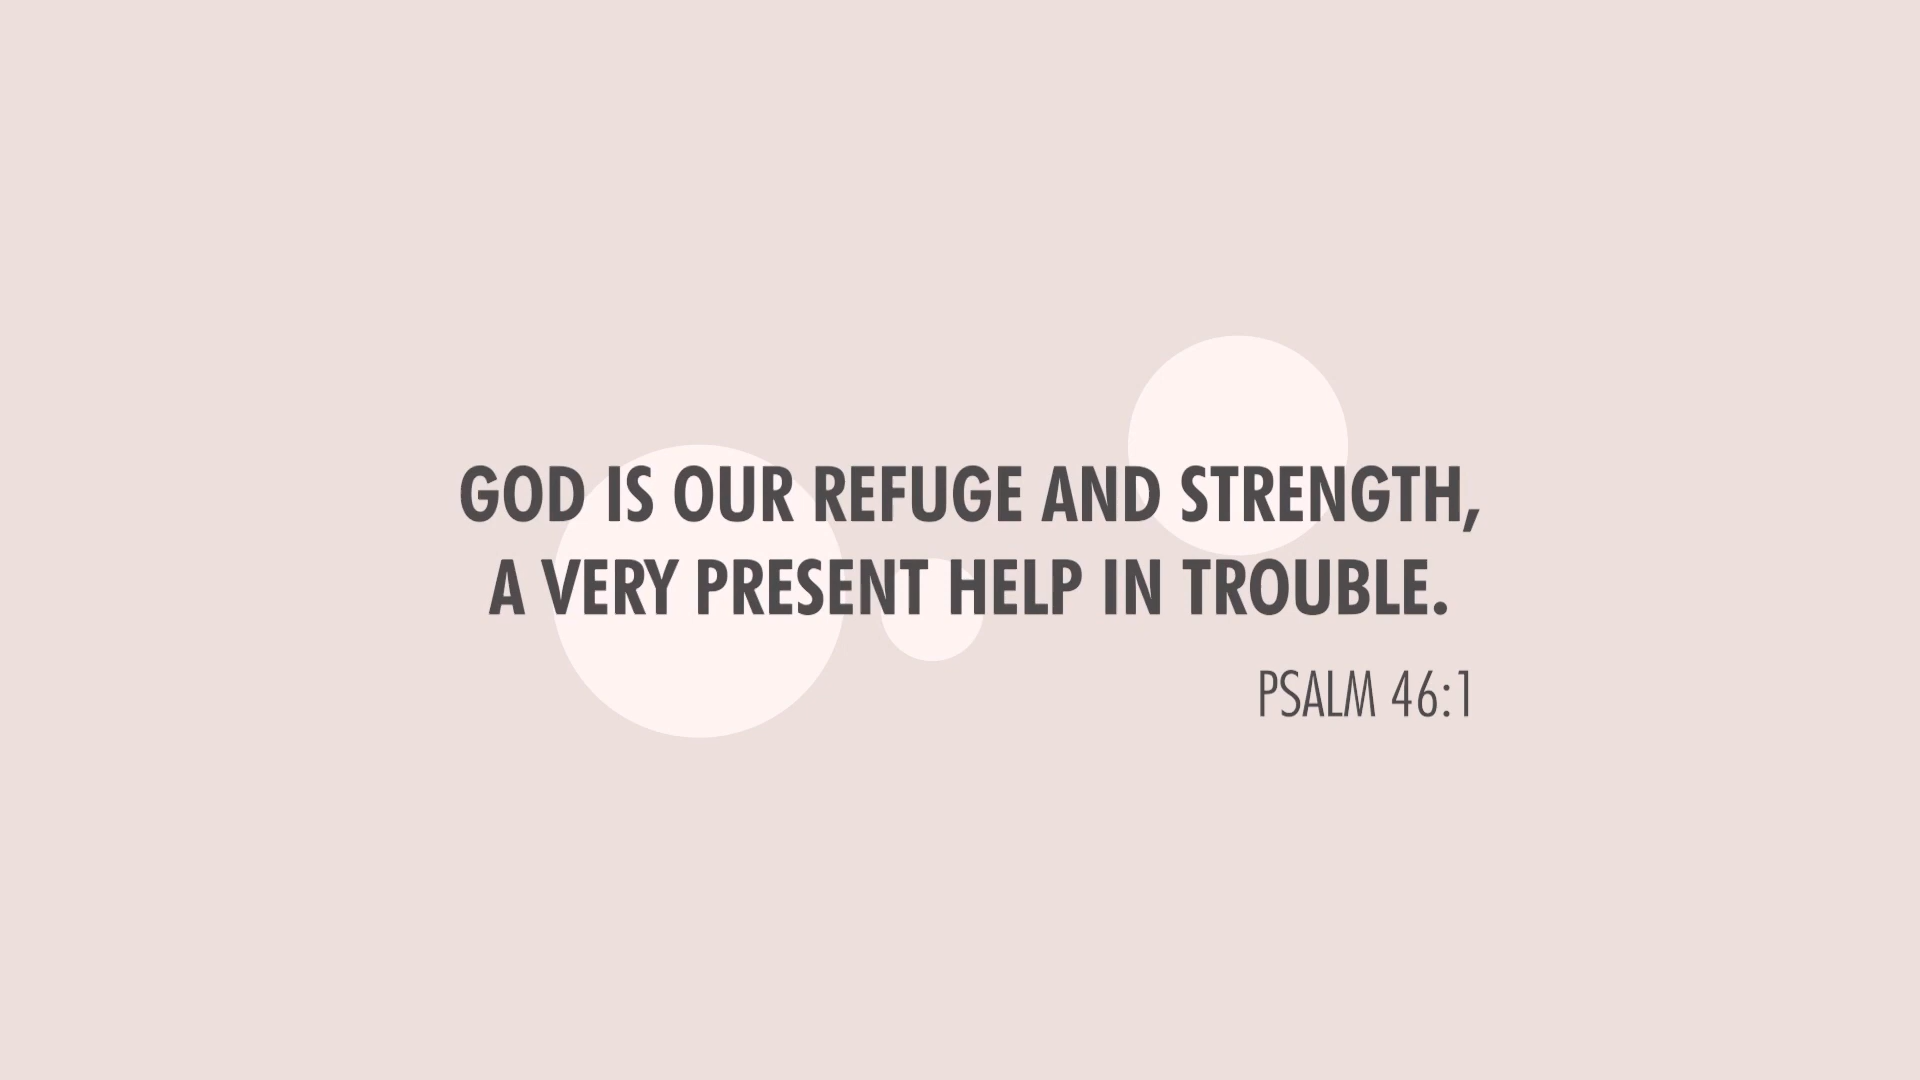 GOD IS OUR REFUGE AND STRENGTH,
A VERY PRESENT HELP IN TROUBLE.
PSALM 46:1